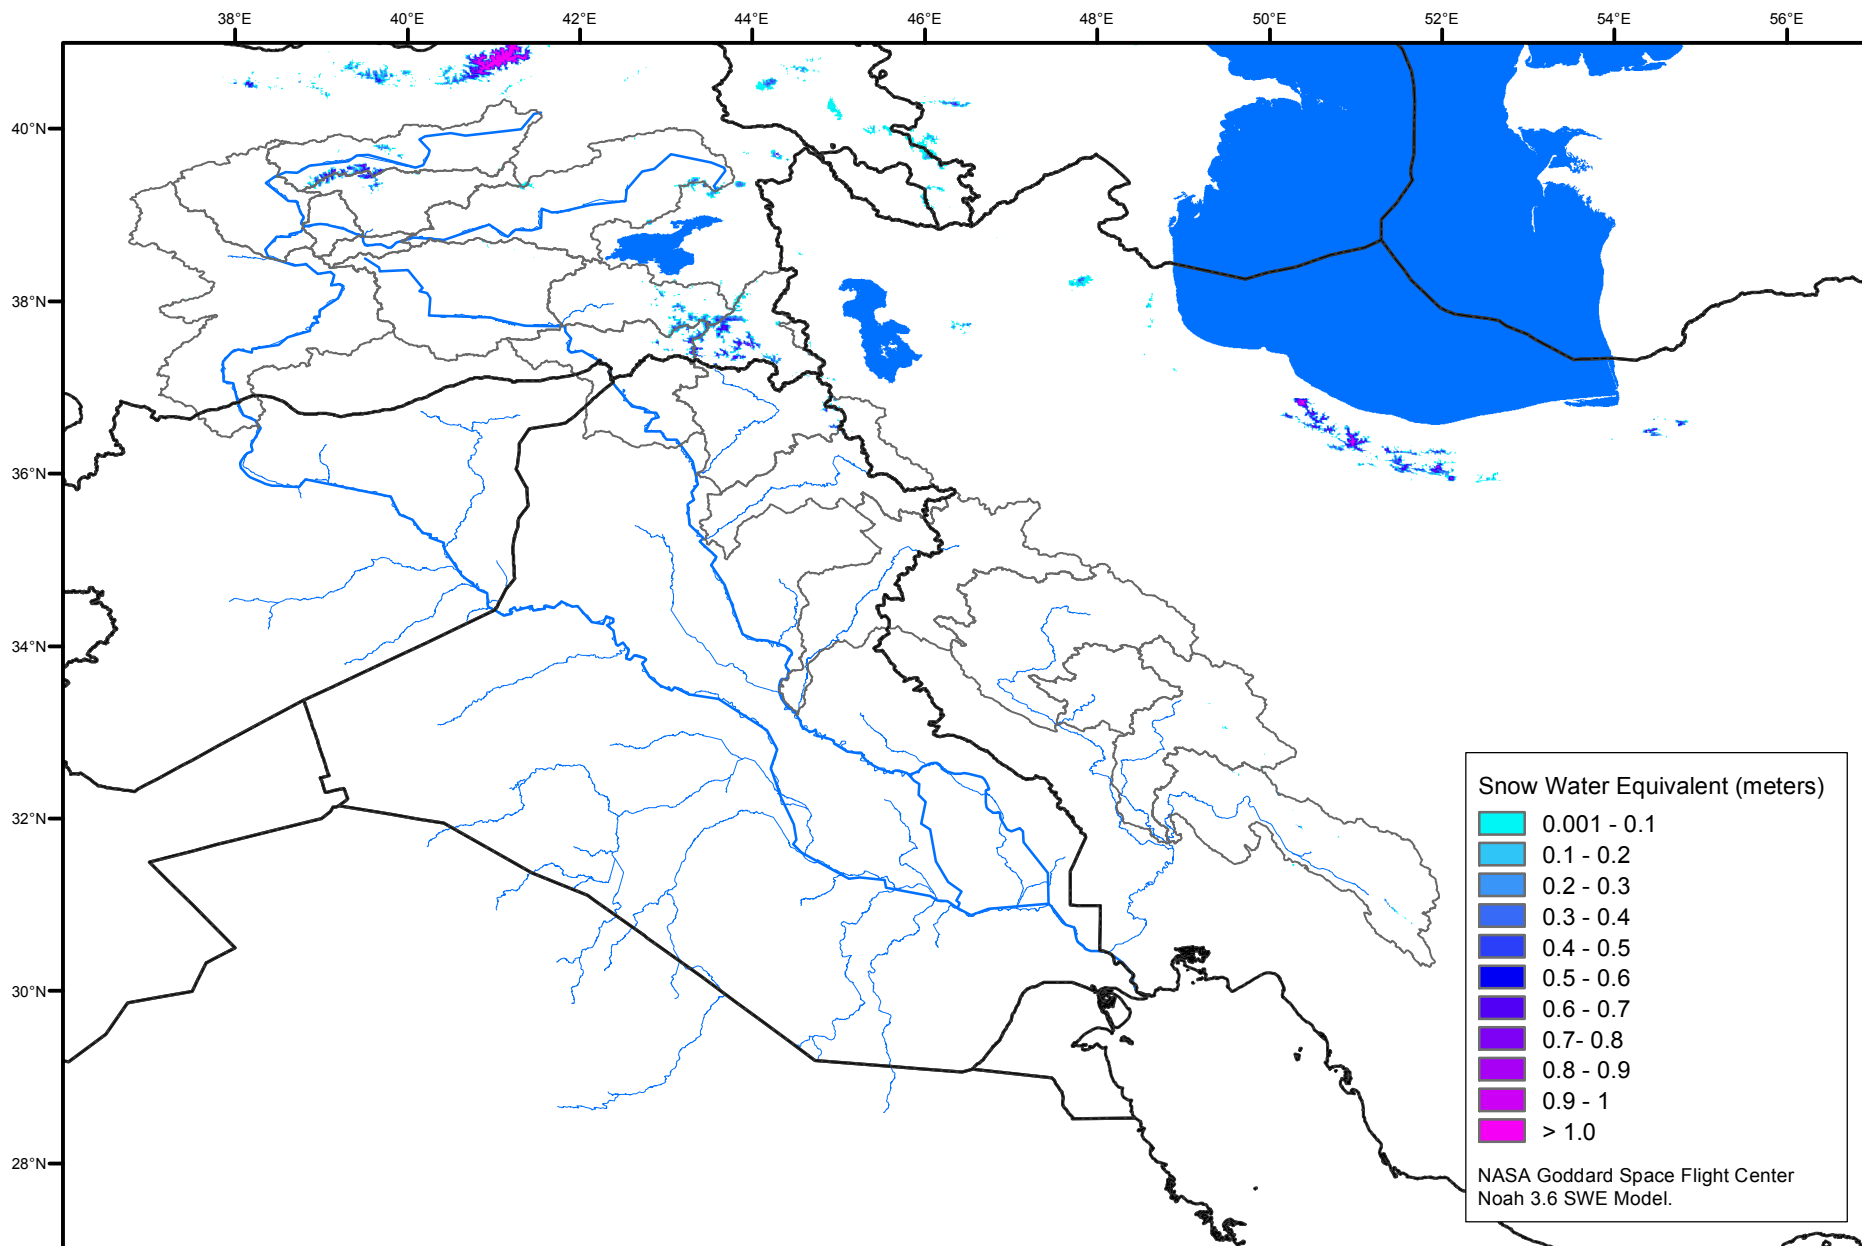 38°E 40°E 42°E 44°E 46°E 48°E 50°E 52°E 54°E 56°E
40°N
38°N
36°N
34°N
32°N
30°N
28°N
Snow Water Equivalent (meters)
0.001 - 0.1
0.1 - 0.2
0.2 - 0.3
0.3 - 0.4
0.4 - 0.5
0.5 - 0.6
0.6 - 0.7
0.7- 0.8
0.8 - 0.9
0.9 - 1
> 1.0
NASA Goddard Space Flight Center
Noah 3.6 SWE Model.